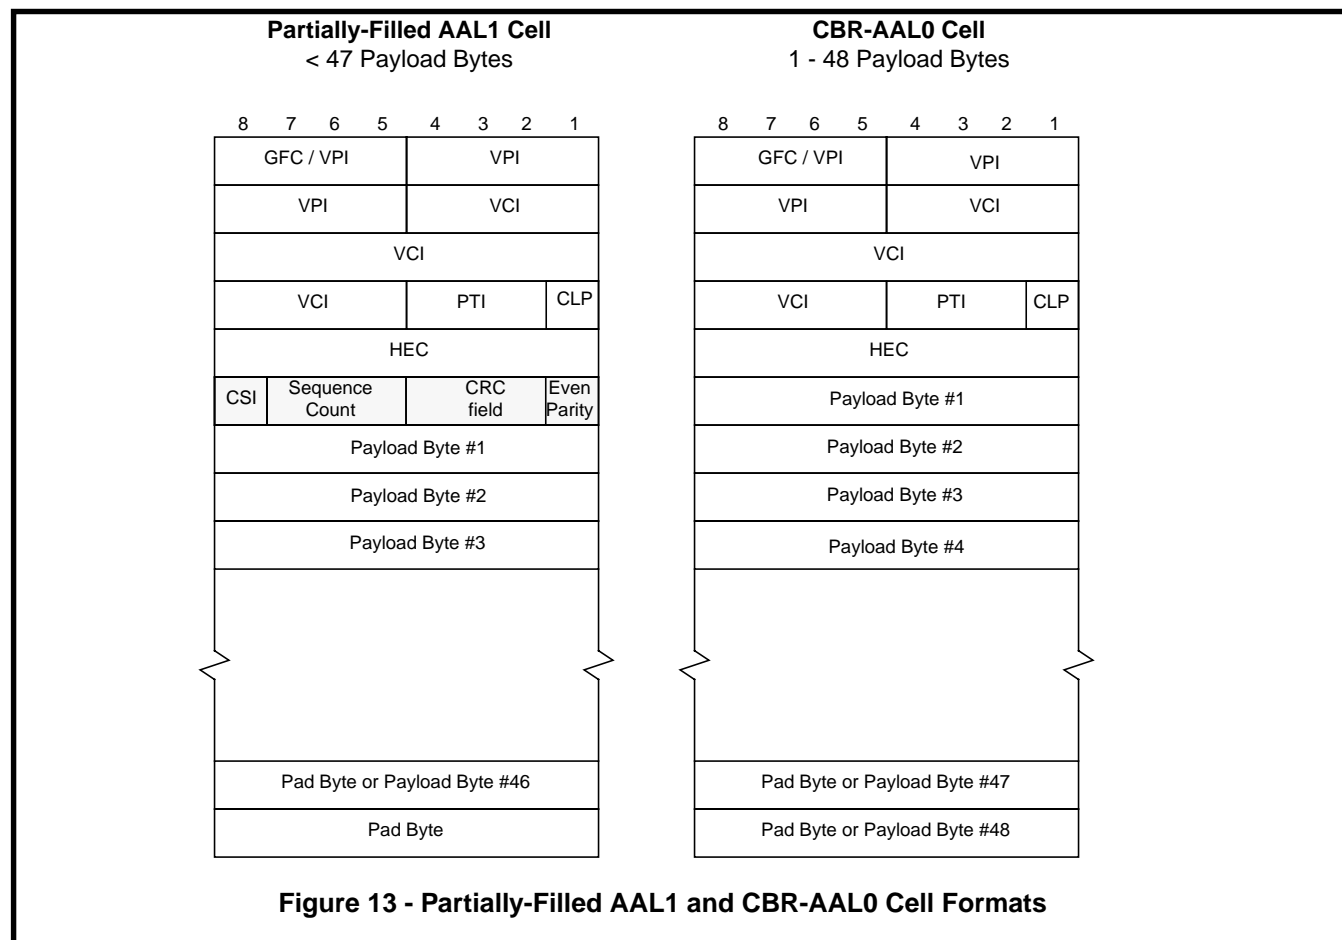 Partially-Filled AAL1 Cell
< 47 Payload Bytes
8 7 6 5 4 3 2 1
GFC / VPI VPI
VPI VCI
VCI
VCI PTI CLP
HEC
CSI Sequence Count CRC field Even Parity
Payload Byte #1
Payload Byte #2
Payload Byte #3
Pad Byte or Payload Byte #46
Pad Byte
CBR-AAL0 Cell
1 - 48 Payload Bytes
8 7 6 5 4 3 2 1
GFC / VPI VPI
VPI VCI
VCI
VCI PTI CLP
HEC
Payload Byte #1
Payload Byte #2
Payload Byte #3
Payload Byte #4
Pad Byte or Payload Byte #47
Pad Byte or Payload Byte #48
Figure 13 - Partially-Filled AAL1 and CBR-AAL0 Cell Formats